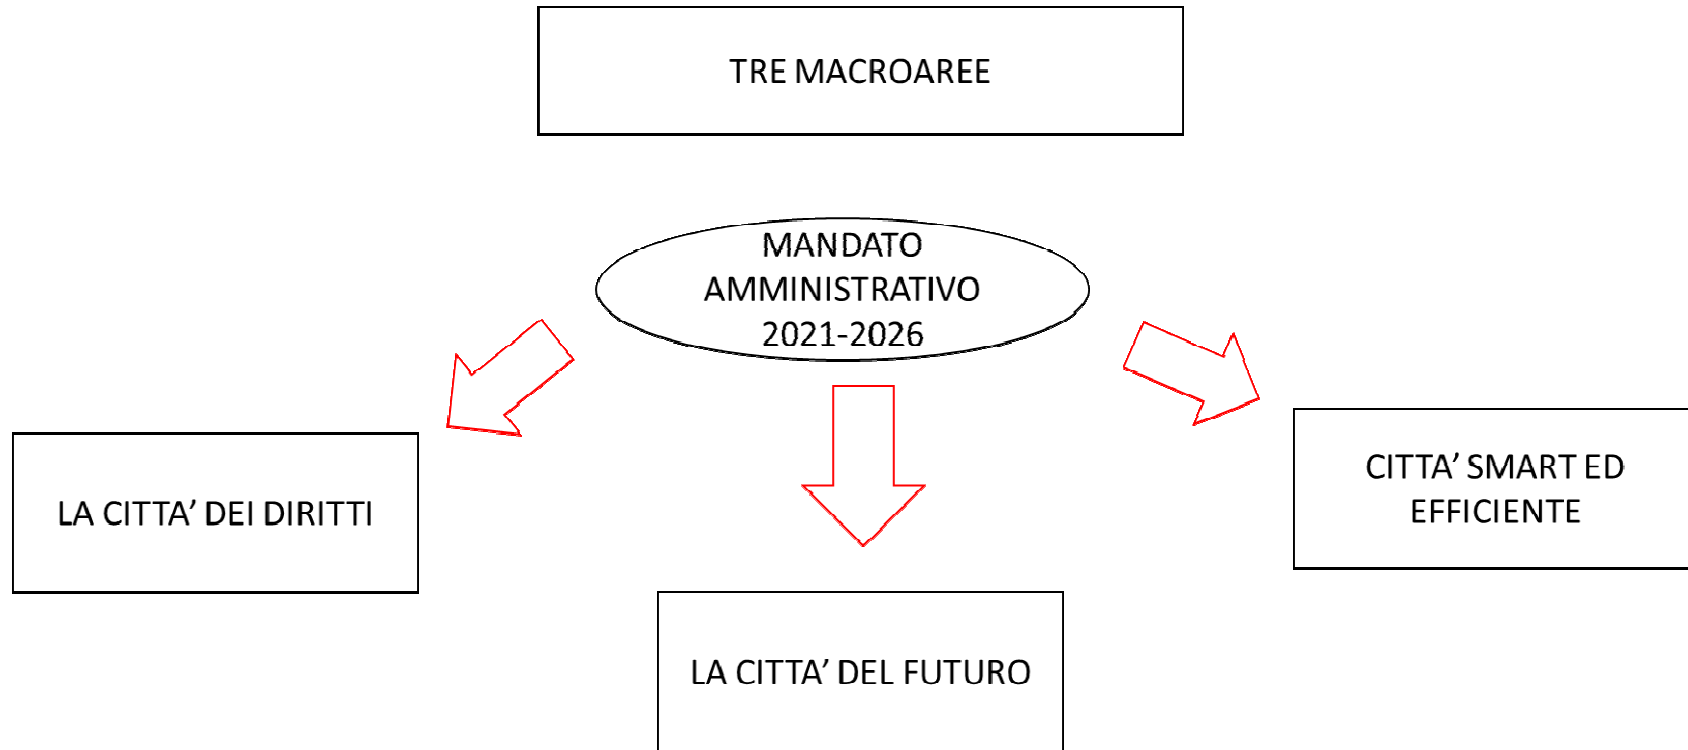 TRE MACROAREE
MANDATO
AMMINISTRATIVO
2021-2026
LA CITTA’ DEI DIRITTI
CITTA’ SMART ED
EFFICIENTE
LA CITTA’ DEL FUTURO